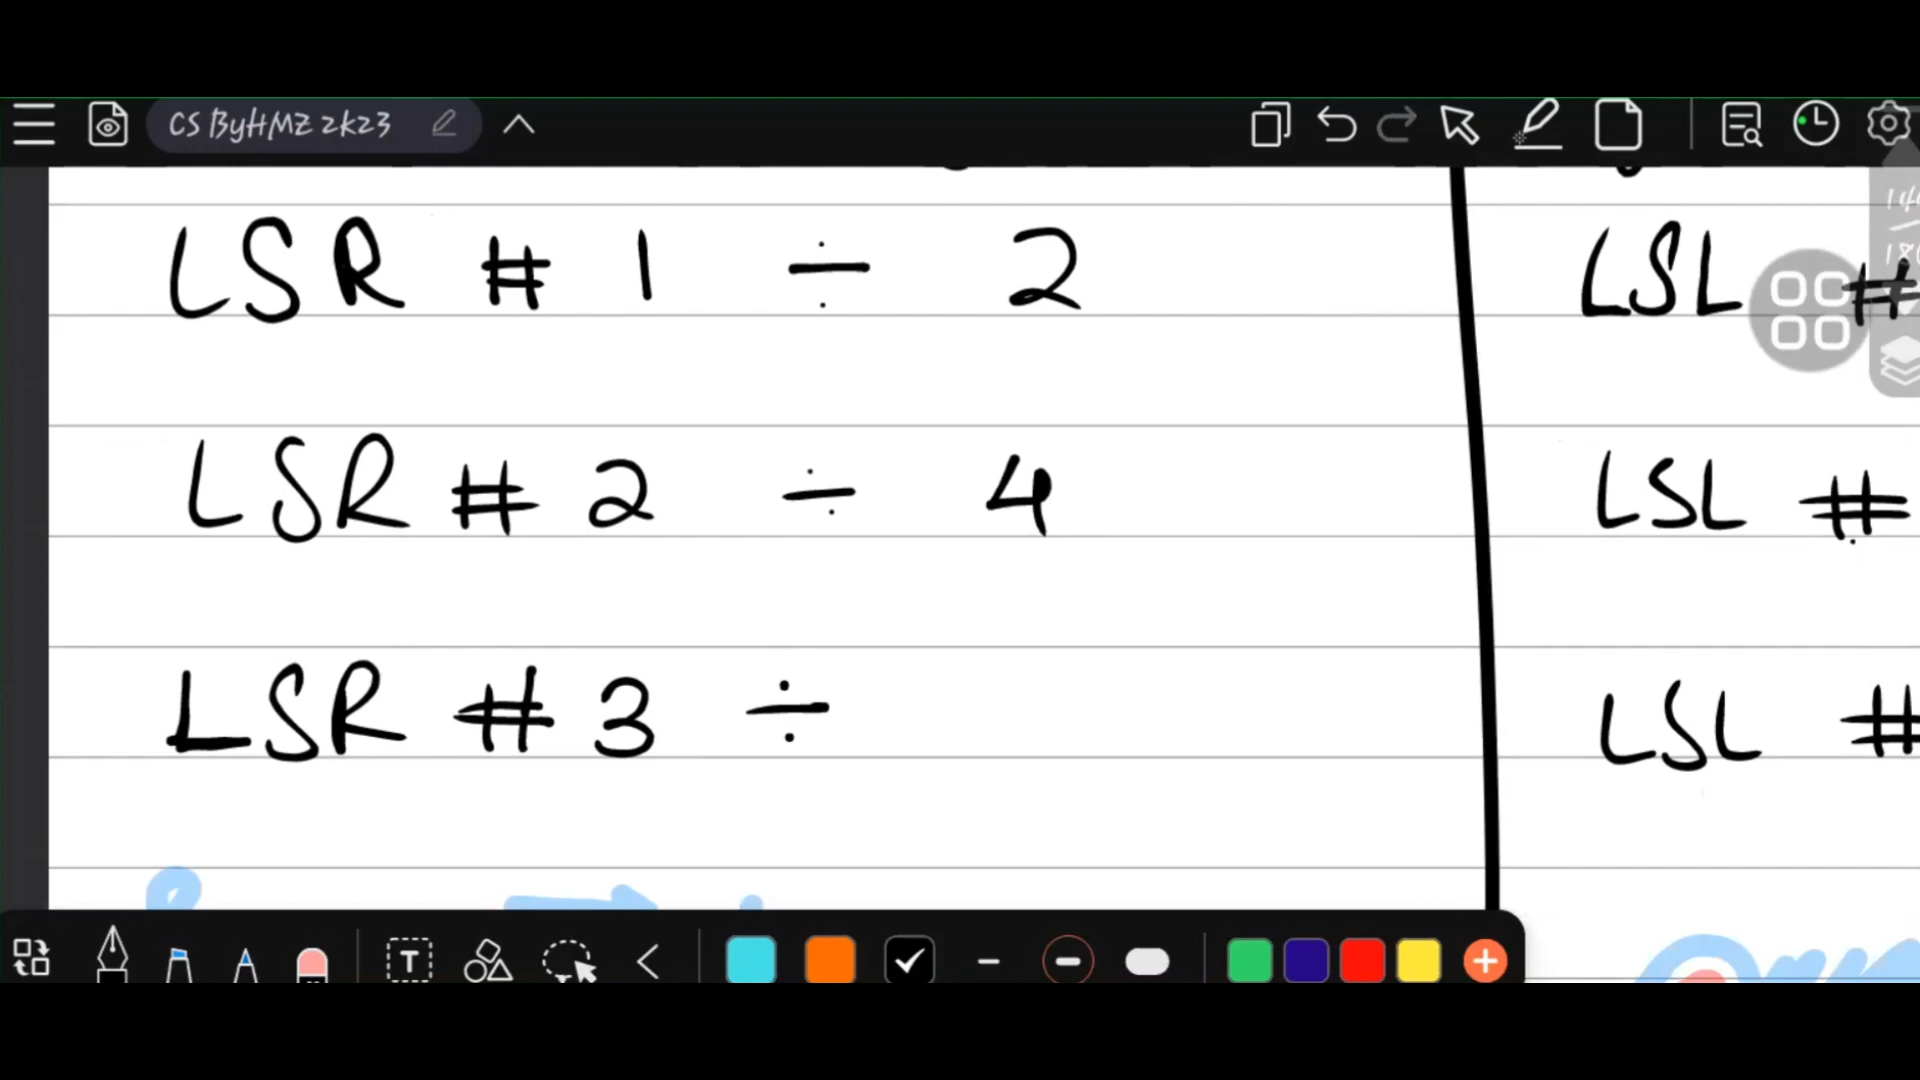 CS ByHMZ 2k23
LSR # 1 ÷ 2
LSL #
LSR # 2 ÷ 4
LSL #
LSR # 3 ÷
LSL #
T